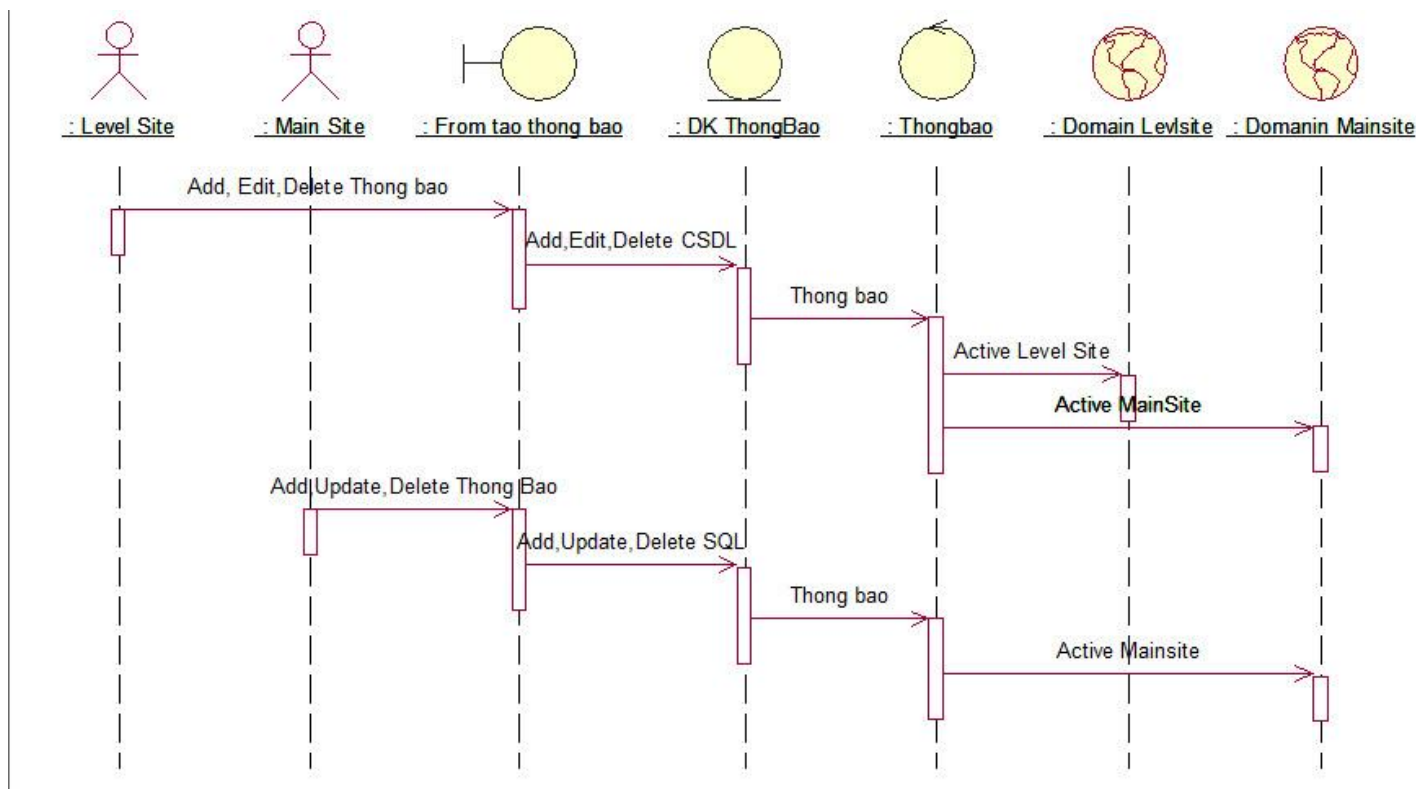 : Level Site
: Main Site
: From tao thong bao
: DK ThongBao
: Thongbao
: Domain Levlsite
: Domanin Mainsite
Add, Edit,Delete Thong bao
Add,Edit,Delete CSDL
Thong bao
Active Level Site
Active MainSite
Add,Update,Delete Thong Bao
Add,Update,Delete SQL
Thong bao
Active Mainsite